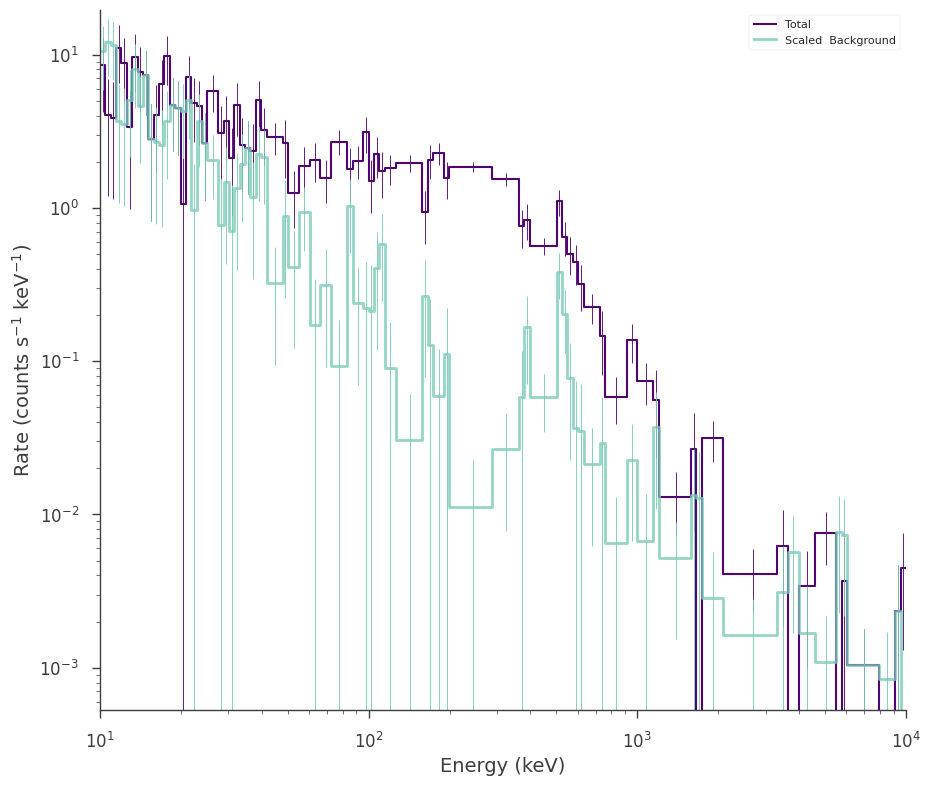 Total
Scaled  Background
10¹
10⁰
10⁻¹
10⁻²
10⁻³
Rate (counts s⁻¹ keV⁻¹)
10¹ 10² 10³ 10⁴
Energy (keV)